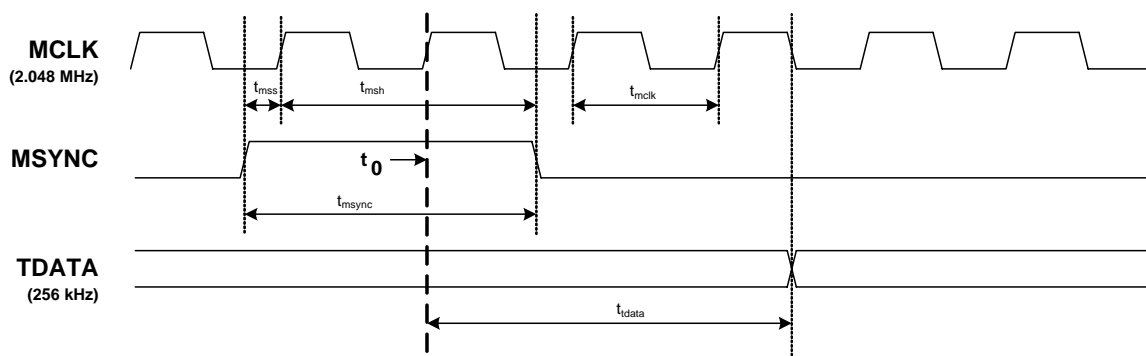 MCLK
(2.048 MHz)
tmss
tmsh
tmclk
MSYNC
t0
tmsync
TDATA
(256 kHz)
ttdata